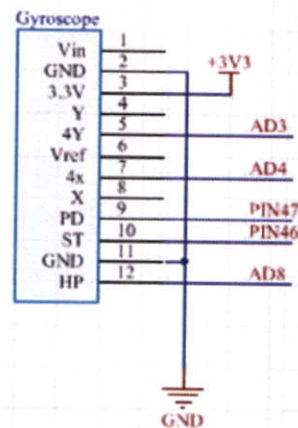 Gyroscope
Vin 1
GND 2
3.3V 3 +3V3
Y 4
4Y 5 AD3
Vref 6
4x 7 AD4
X 8
PD 9 PIN47
ST 10 PIN46
GND 11
HP 12 AD8
GND